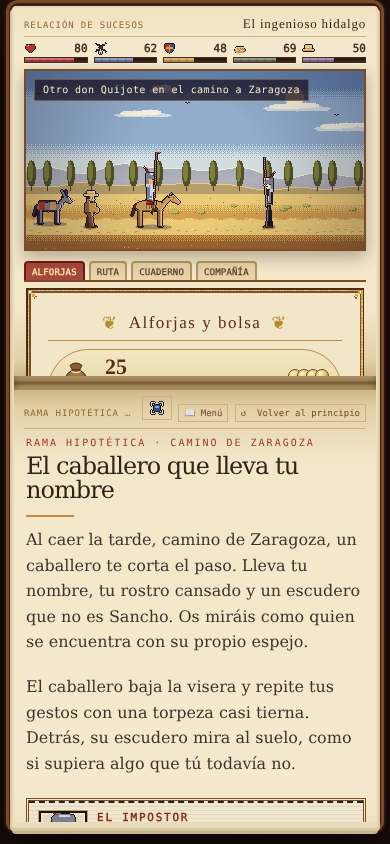 RELACIÓN DE SUCESOS
El ingenioso hidalgo
80 62 48 69 50
Otro don Quijote en el camino a Zaragoza
ALFORJAS RUTA CUADERNO COMPAÑÍA
Alforjas y bolsa
25
RAMA HIPOTÉTICA … Menú ↺ Volver al principio
RAMA HIPOTÉTICA · CAMINO DE ZARAGOZA
El caballero que lleva tu
nombre
Al caer la tarde, camino de Zaragoza, un
caballero te corta el paso. Lleva tu
nombre, tu rostro cansado y un escudero
que no es Sancho. Os miráis como quien
se encuentra con su propio espejo.
El caballero baja la visera y repite tus
gestos con una torpeza casi tierna.
Detrás, su escudero mira al suelo, como
si supiera algo que tú todavía no.
EL IMPOSTOR